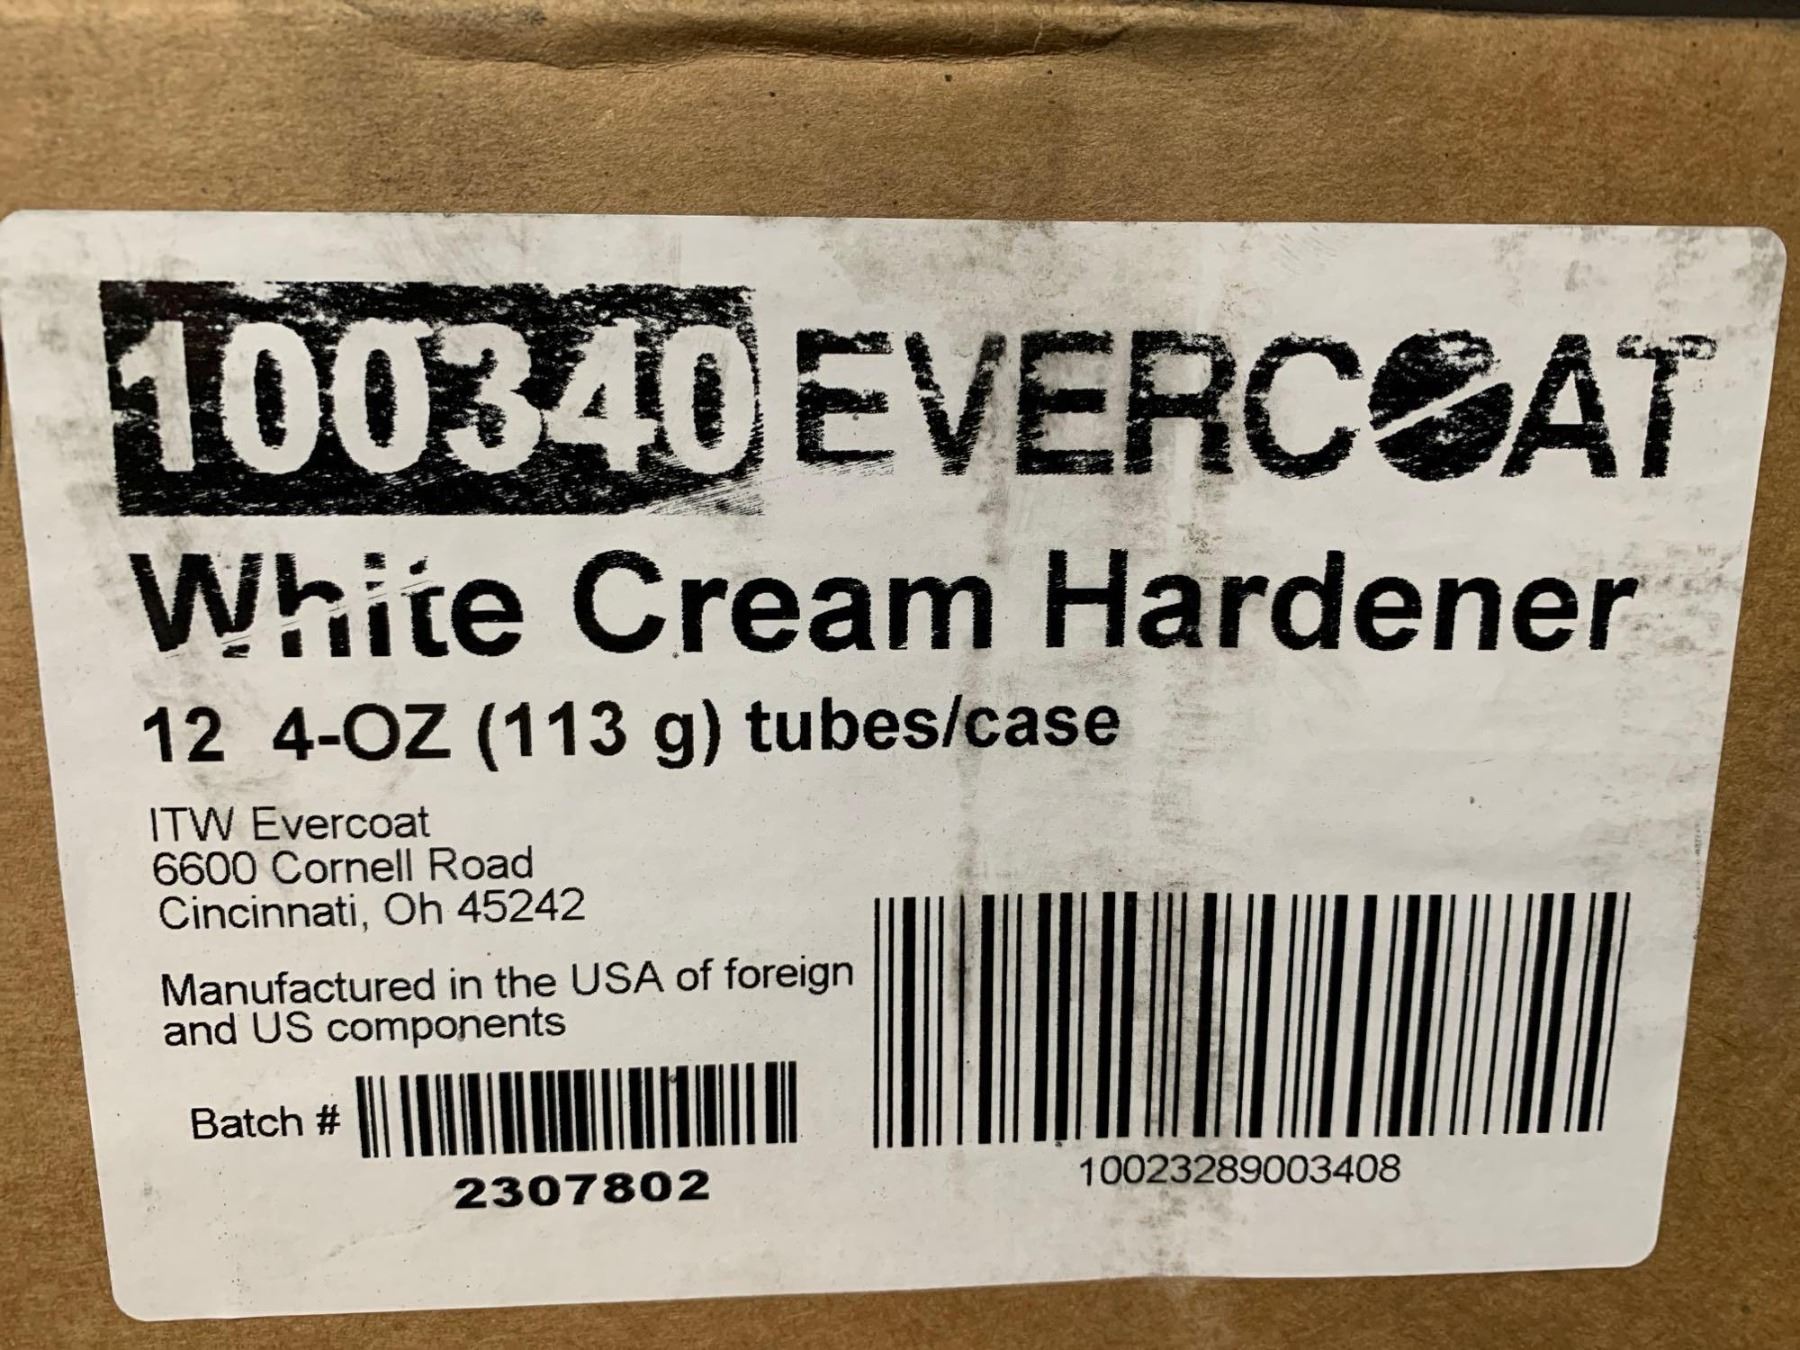 100340 EVERCOAT
White Cream Hardener
12 4-OZ (113 g) tubes/case
ITW Evercoat
6600 Cornell Road
Cincinnati, Oh 45242
Manufactured in the USA of foreign
and US components
Batch #
2307802
10023289003408